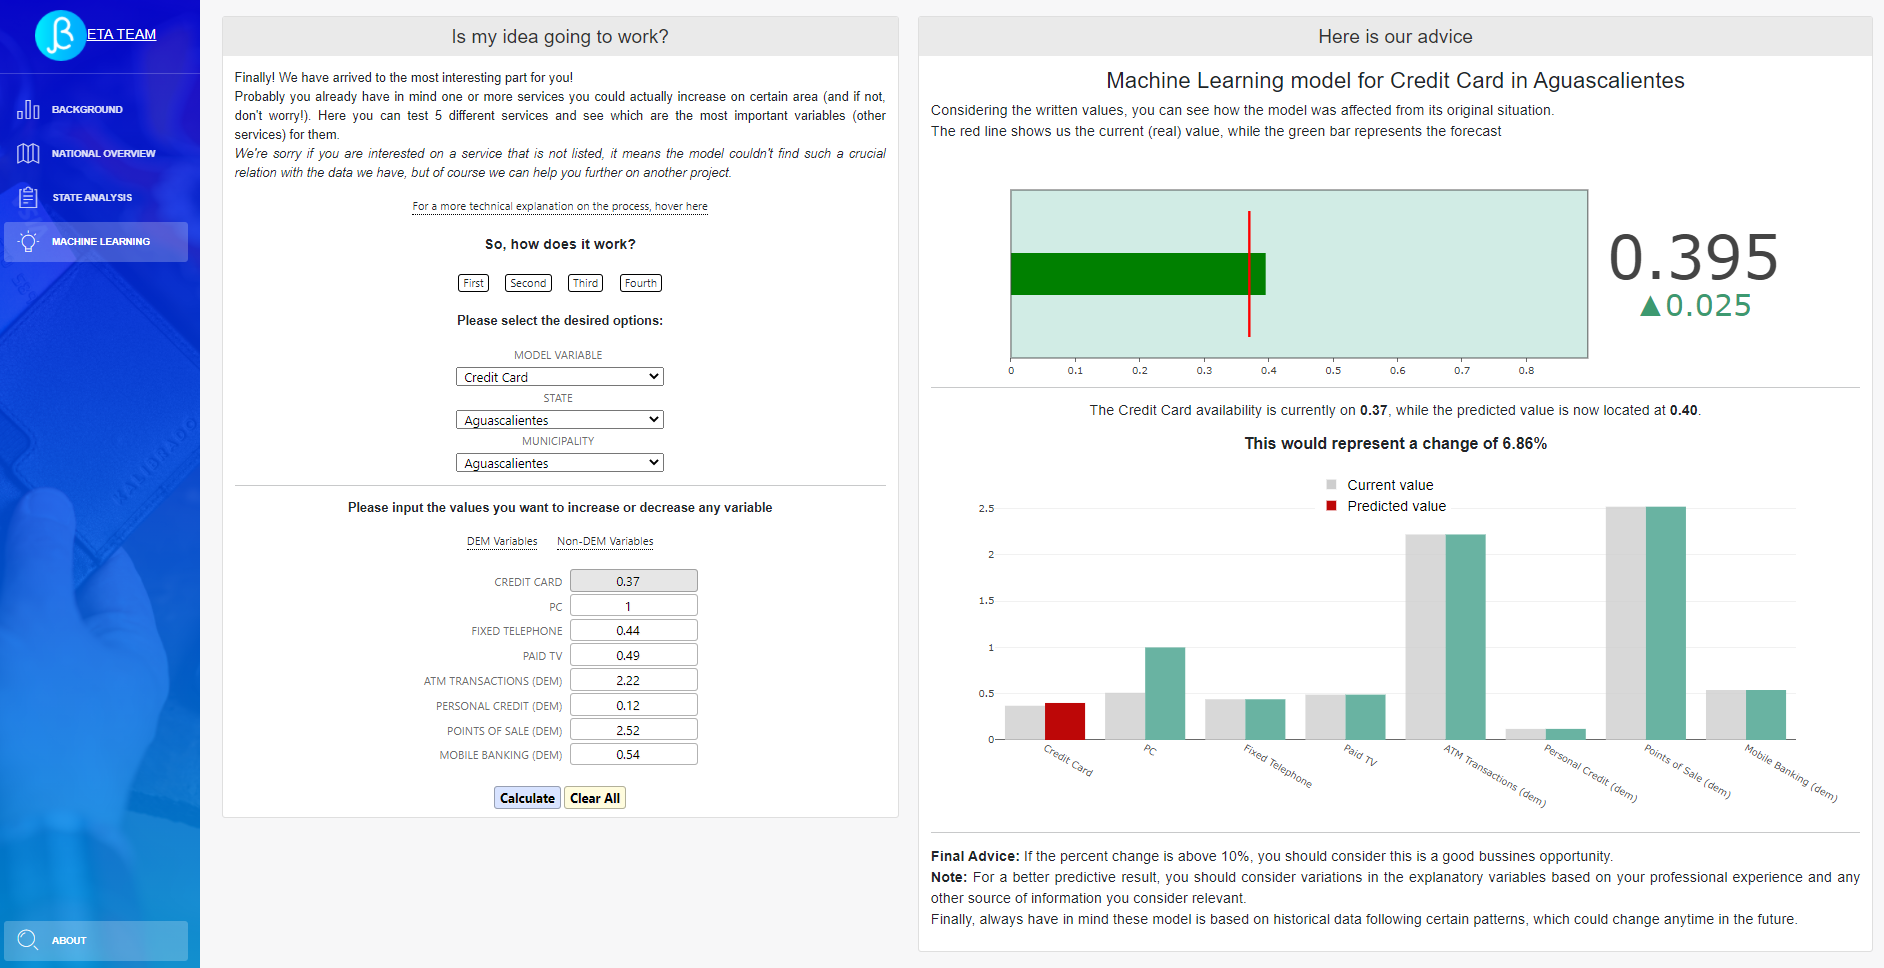 ETA TEAM
BACKGROUND
NATIONAL OVERVIEW
STATE ANALYSIS
MACHINE LEARNING
ABOUT
Is my idea going to work?
Finally! We have arrived to the most interesting part for you!
Probably you already have in mind one or more services you could actually increase on certain area (and if not,
don't worry!). Here you can test 5 different services and see which are the most important variables (other
services) for them.
We're sorry if you are interested on a service that is not listed, it means the model couldn't find such a crucial
relation with the data we have, but of course we can help you further on another project.
For a more technical explanation on the process, hover here
So, how does it work?
First Second Third Fourth
Please select the desired options:
MODEL VARIABLE
Credit Card
STATE
Aguascalientes
MUNICIPALITY
Aguascalientes
Please input the values you want to increase or decrease any variable
DEM Variables Non-DEM Variables
CREDIT CARD 0.37
PC 1
FIXED TELEPHONE 0.44
PAID TV 0.49
ATM TRANSACTIONS (DEM) 2.22
PERSONAL CREDIT (DEM) 0.12
POINTS OF SALE (DEM) 2.52
MOBILE BANKING (DEM) 0.54
Calculate Clear All
Here is our advice
Machine Learning model for Credit Card in Aguascalientes
Considering the written values, you can see how the model was affected from its original situation.
The red line shows us the current (real) value, while the green bar represents the forecast
0.395
▲0.025
0 0.1 0.2 0.3 0.4 0.5 0.6 0.7 0.8
The Credit Card availability is currently on 0.37, while the predicted value is now located at 0.40.
This would represent a change of 6.86%
Current value
Predicted value
2.5
2
1.5
1
0.5
0
Credit Card
PC
Fixed Telephone
Paid TV
ATM Transactions (dem)
Personal Credit (dem)
Points of Sale (dem)
Mobile Banking (dem)
Final Advice: If the percent change is above 10%, you should consider this is a good bussines opportunity.
Note: For a better predictive result, you should consider variations in the explanatory variables based on your professional experience and any
other source of information you consider relevant.
Finally, always have in mind these model is based on historical data following certain patterns, which could change anytime in the future.